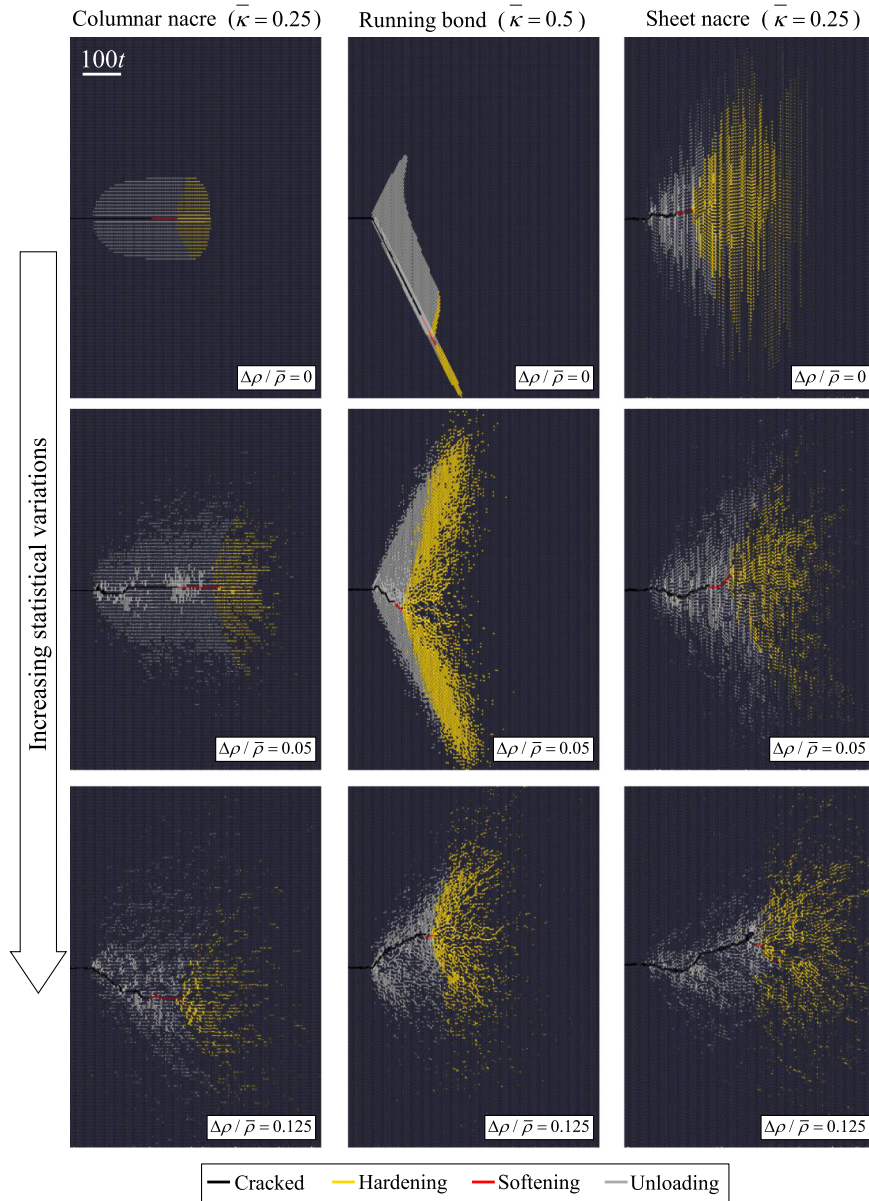 Columnar nacre ( κ̅ = 0.25) Running bond ( κ̅ = 0.5) Sheet nacre ( κ̅ = 0.25)
100t
Δρ / ρ̅ = 0 Δρ / ρ̅ = 0 Δρ / ρ̅ = 0
Increasing statistical variations
Δρ / ρ̅ = 0.05 Δρ / ρ̅ = 0.05 Δρ / ρ̅ = 0.05
Δρ / ρ̅ = 0.125 Δρ / ρ̅ = 0.125 Δρ / ρ̅ = 0.125
Cracked Hardening Softening Unloading